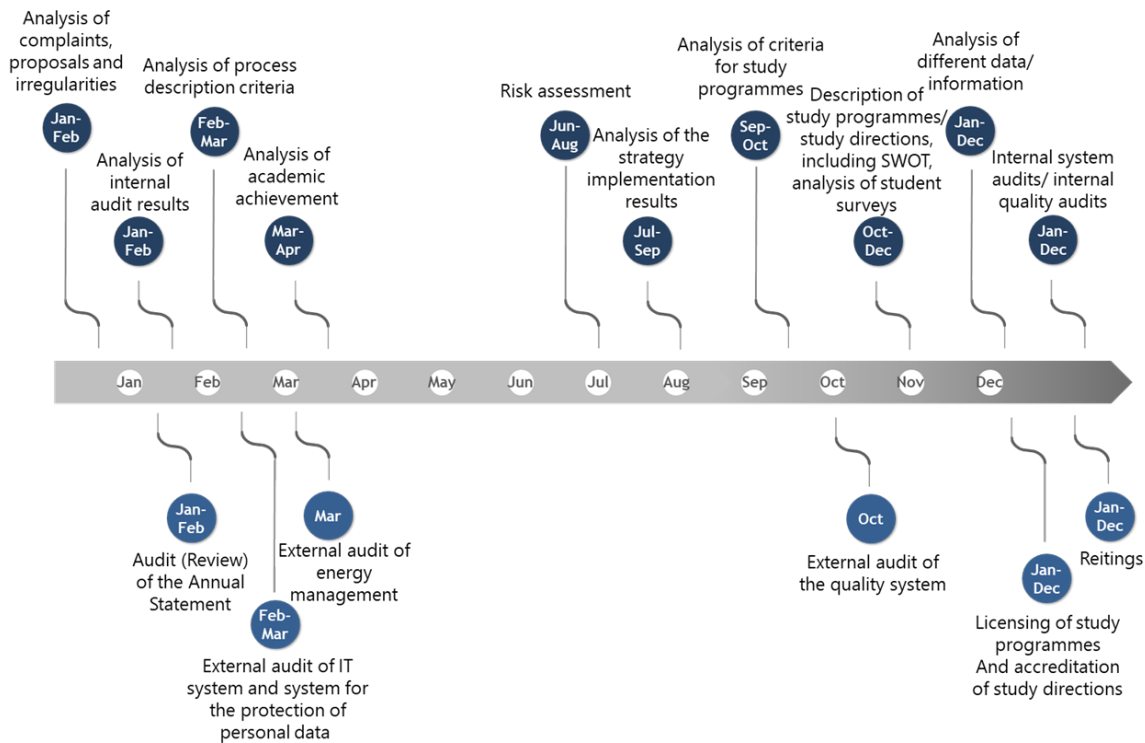 Analysis of
complaints,
proposals and
irregularities
Jan-
Feb
Analysis of
internal
audit results
Jan-
Feb
Analysis of process
description criteria
Feb-
Mar
Analysis of
academic
achievement
Mar-
Apr
Risk assessment
Jun-
Aug
Analysis of the
strategy
implementation
results
Jul-
Sep
Analysis of criteria
for study
programmes
Sep-
Oct
Description of
study programmes/
study directions,
including SWOT,
analysis of student
surveys
Oct-
Dec
Analysis of
different data/
information
Jan-
Dec
Internal system
audits/ internal
quality audits
Jan-
Dec
Jan Feb Mar Apr May Jun Jul Aug Sep Oct Nov Dec
Jan-
Feb
Audit (Review)
of the Annual
Statement
Feb-
Mar
External audit of IT
system and system for
the protection of
personal data
Mar
External audit of
energy
management
Oct
External audit of
the quality system
Jan-
Dec
Licensing of study
programmes
And accreditation
of study directions
Jan-
Dec
Reitings